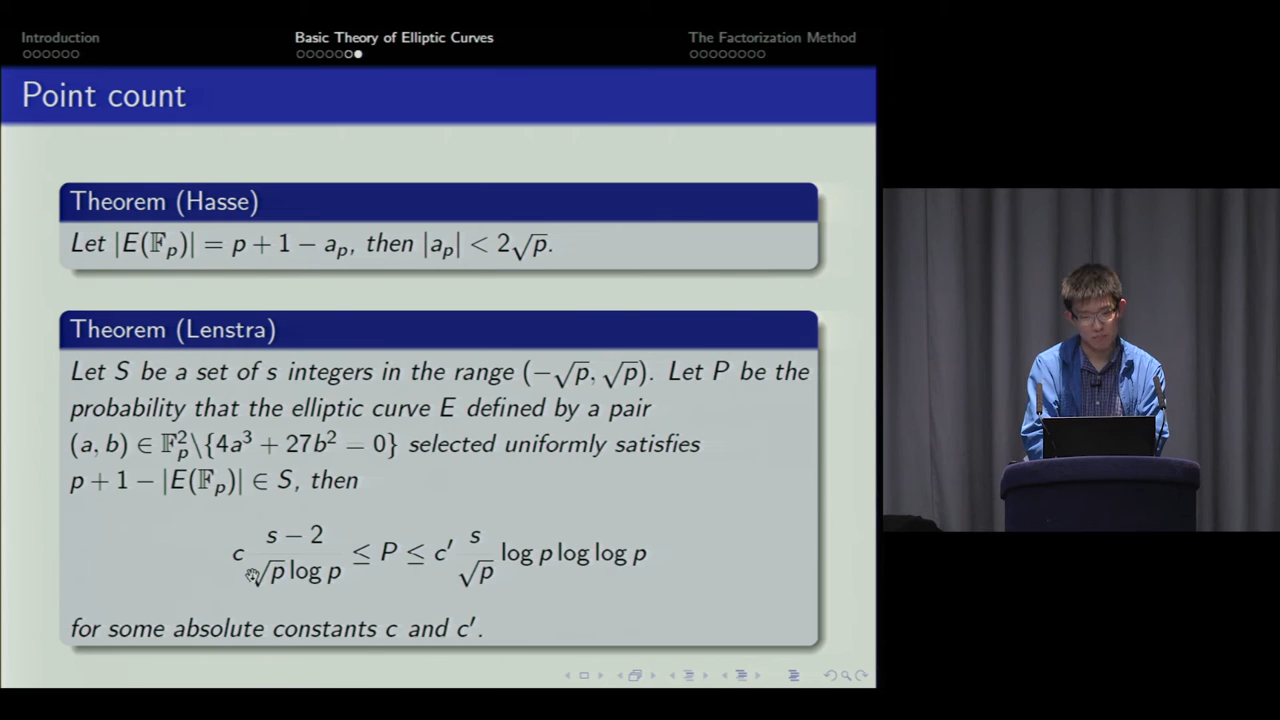 Introduction
Basic Theory of Elliptic Curves
The Factorization Method
Point count
Theorem (Hasse)
Let |E(𝔽ₚ)| = p + 1 − aₚ, then |aₚ| < 2√p.
Theorem (Lenstra)
Let S be a set of s integers in the range (−√p, √p). Let P be the
probability that the elliptic curve E defined by a pair
(a, b) ∈ 𝔽ₚ²\{4a³ + 27b² = 0} selected uniformly satisfies
p + 1 − |E(𝔽ₚ)| ∈ S, then
c (s − 2)/(√p log p) ≤ P ≤ c′ s/√p log p log log p
for some absolute constants c and c′.